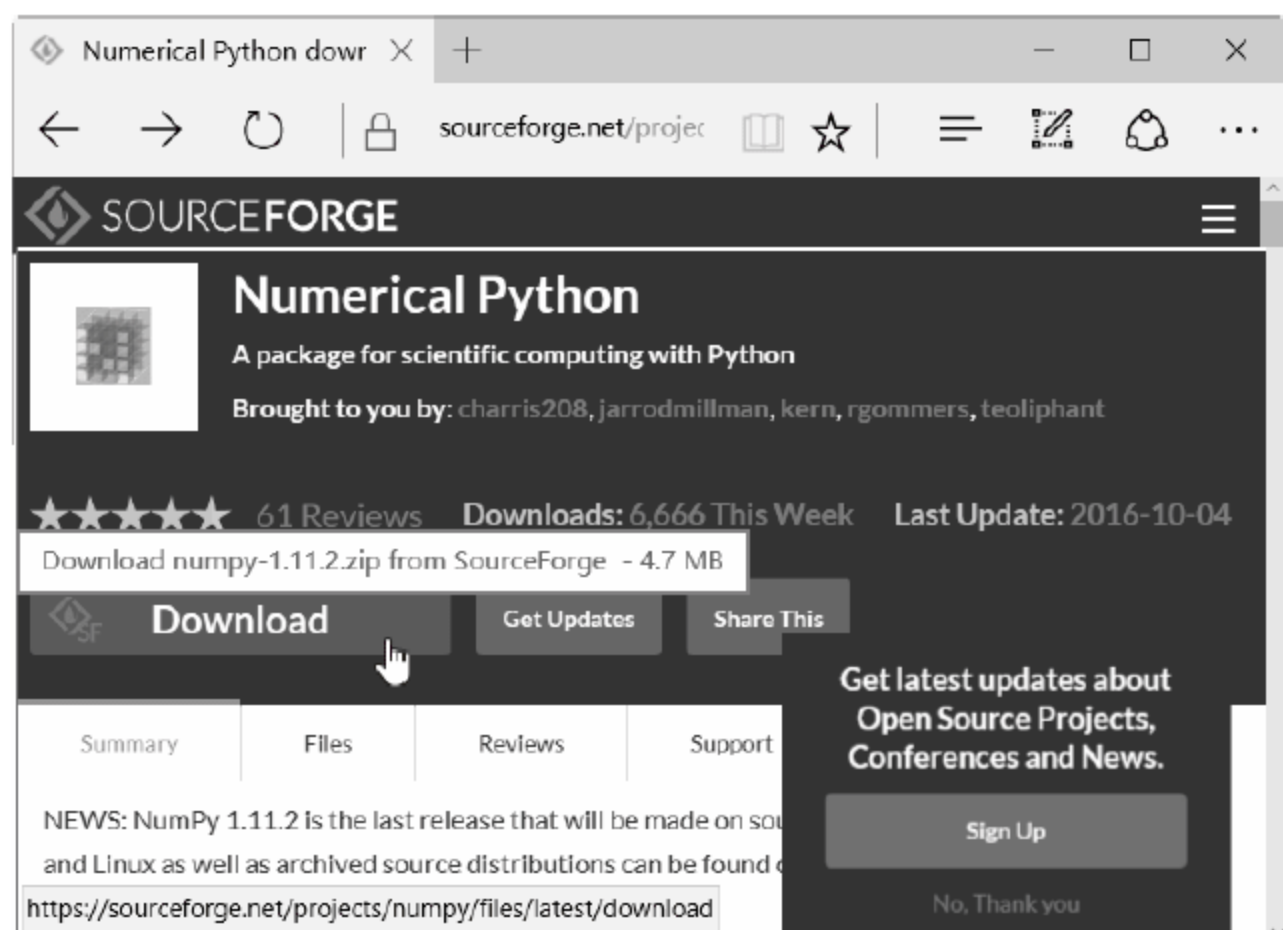 Numerical Python dowr
sourceforge.net/projec
SOURCEFORGE
Numerical Python
A package for scientific computing with Python
Brought to you by: charris208, jarrodmillman, kern, rgommers, teoliphant
61 Reviews Downloads: 6,666 This Week Last Update: 2016-10-04
Download numpy-1.11.2.zip from SourceForge - 4.7 MB
SF Download Get Updates Share This
Get latest updates about
Open Source Projects,
Conferences and News.
Sign Up
No, Thank you
Summary Files Reviews Support
NEWS: NumPy 1.11.2 is the last release that will be made on sou
and Linux as well as archived source distributions can be found
https://sourceforge.net/projects/numpy/files/latest/download